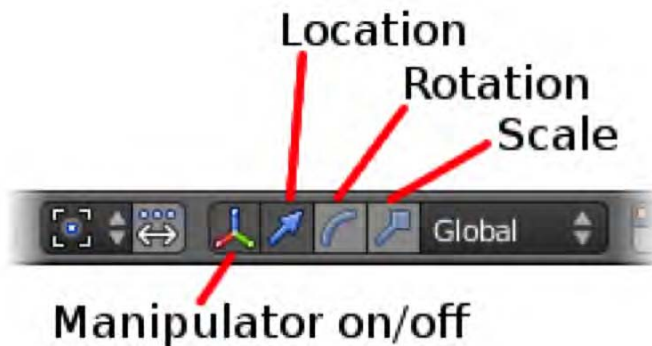 Location
Rotation
Scale
Global
Manipulator on/off